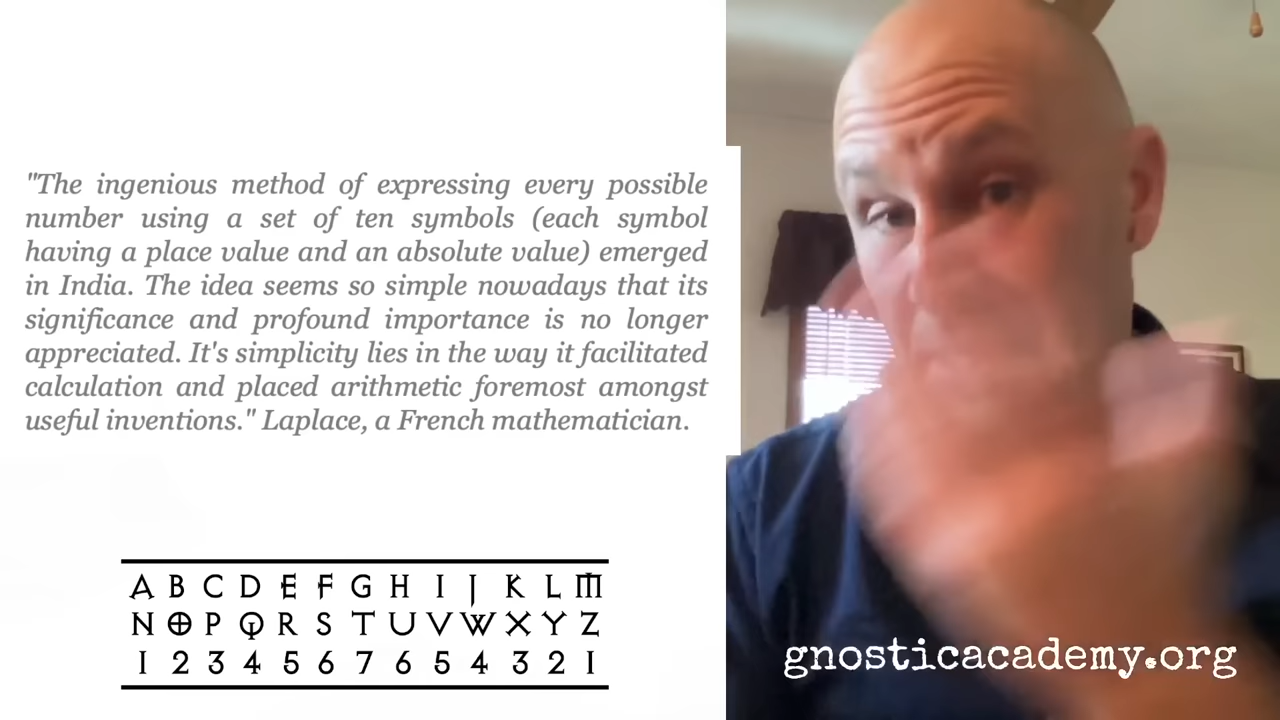 "The ingenious method of expressing every possible
number using a set of ten symbols (each symbol
having a place value and an absolute value) emerged
in India. The idea seems so simple nowadays that its
significance and profound importance is no longer
appreciated. It's simplicity lies in the way it facilitated
calculation and placed arithmetic foremost amongst
useful inventions." Laplace, a French mathematician.
A B C D E F G H I J K L M
N O P Q R S T U V W X Y Z
1 2 3 4 5 6 7 6 5 4 3 2 1
gnosticacademy.org